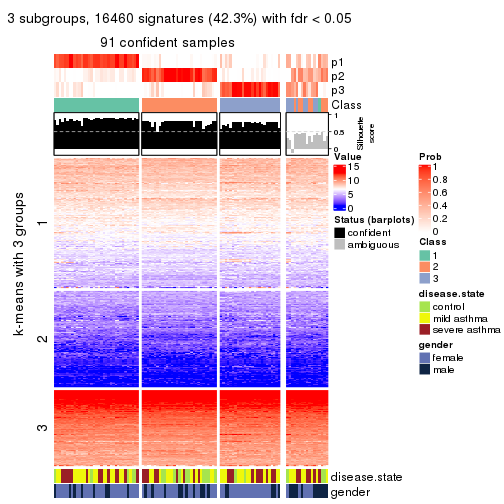 3 subgroups, 16460 signatures (42.3%) with fdr < 0.05
91 confident samples
p1
p2
p3
Class
1
0.5
0
Silhouette
score
k-means with 3 groups
1
2
3
Value
15
10
5
0
Status (barplots)
confident
ambiguous
Prob
1
0.8
0.6
0.4
0.2
0
Class
1
2
3
disease.state
control
mild asthma
severe asthma
gender
female
male
disease.state
gender